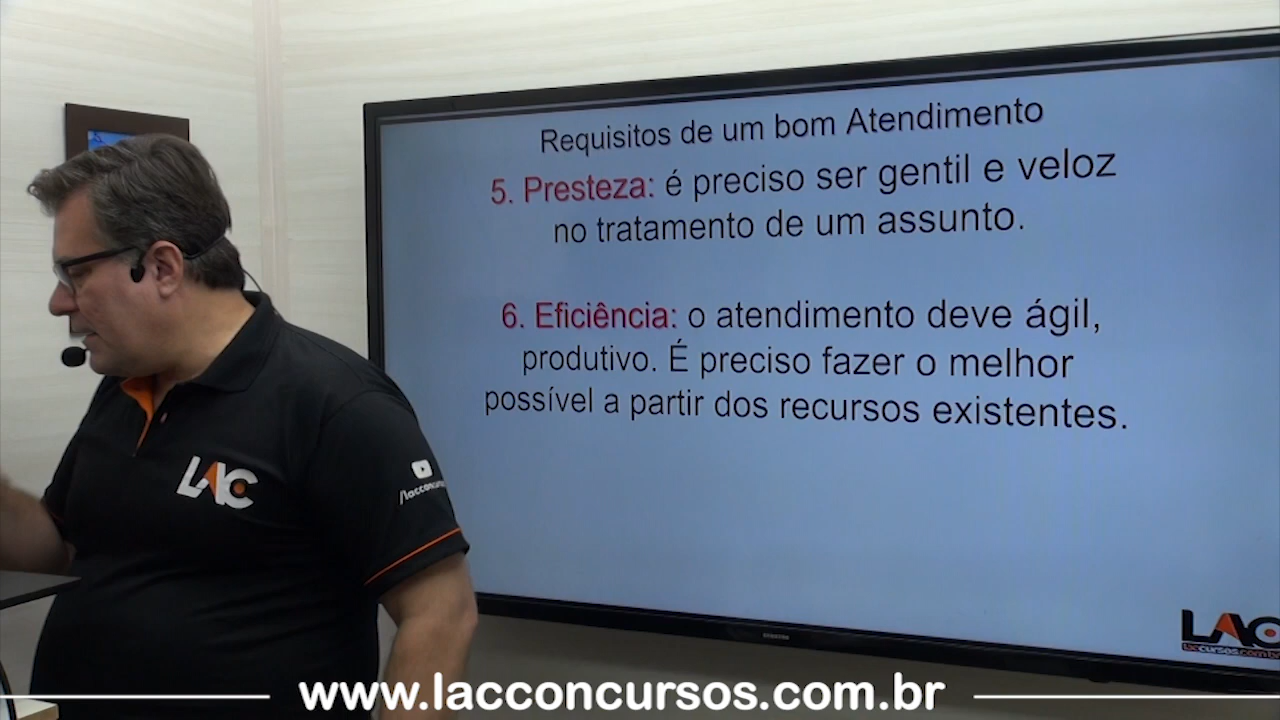 Requisitos de um bom Atendimento
5. Presteza: é preciso ser gentil e veloz
no tratamento de um assunto.
6. Eficiência: o atendimento deve ágil,
produtivo. É preciso fazer o melhor
possível a partir dos recursos existentes.
LAC
/lacconcurs
LAC
www.lacconcursos.com.br